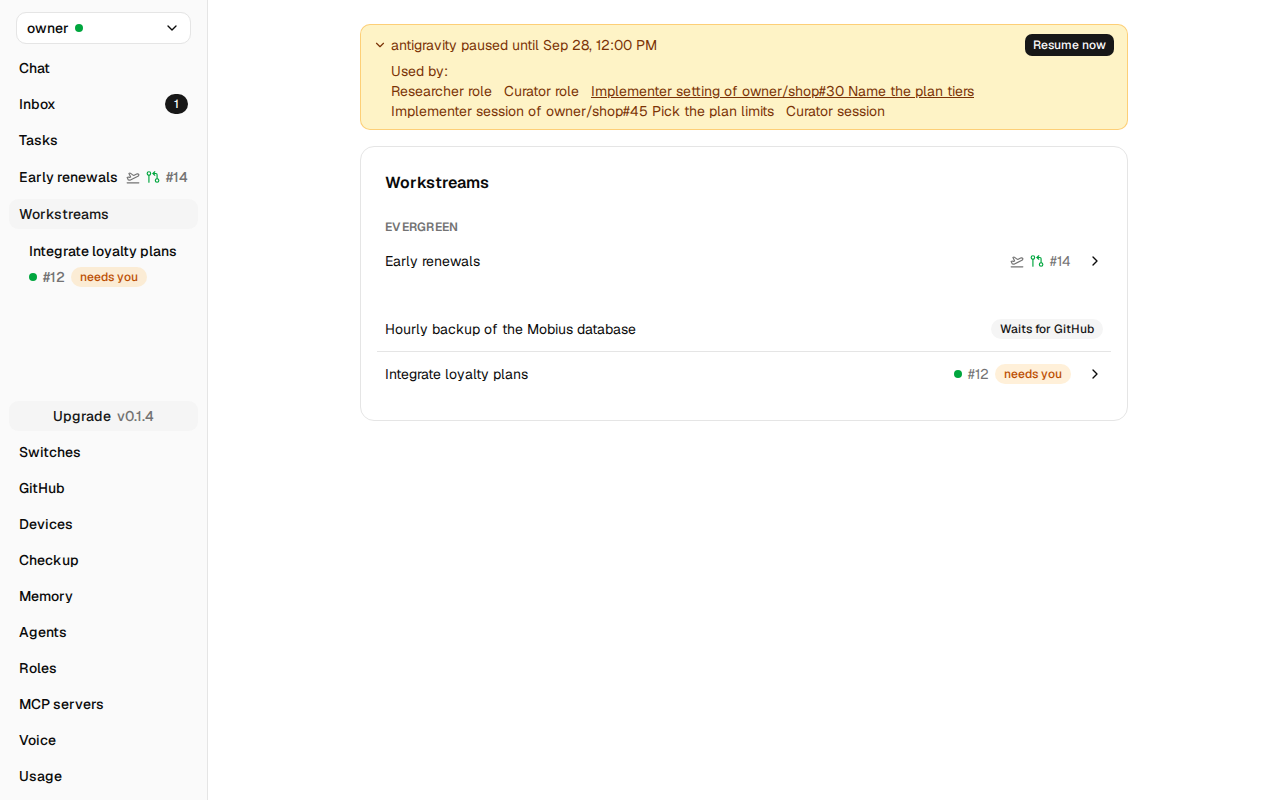 owner
Chat
Inbox 1
Tasks
Early renewals #14
Workstreams
Integrate loyalty plans
#12 needs you
Upgrade v0.1.4
Switches
GitHub
Devices
Checkup
Memory
Agents
Roles
MCP servers
Voice
Usage
antigravity paused until Sep 28, 12:00 PM Resume now
Used by:
Researcher role Curator role Implementer setting of owner/shop#30 Name the plan tiers
Implementer session of owner/shop#45 Pick the plan limits Curator session
Workstreams
EVERGREEN
Early renewals #14
Hourly backup of the Mobius database Waits for GitHub
Integrate loyalty plans #12 needs you